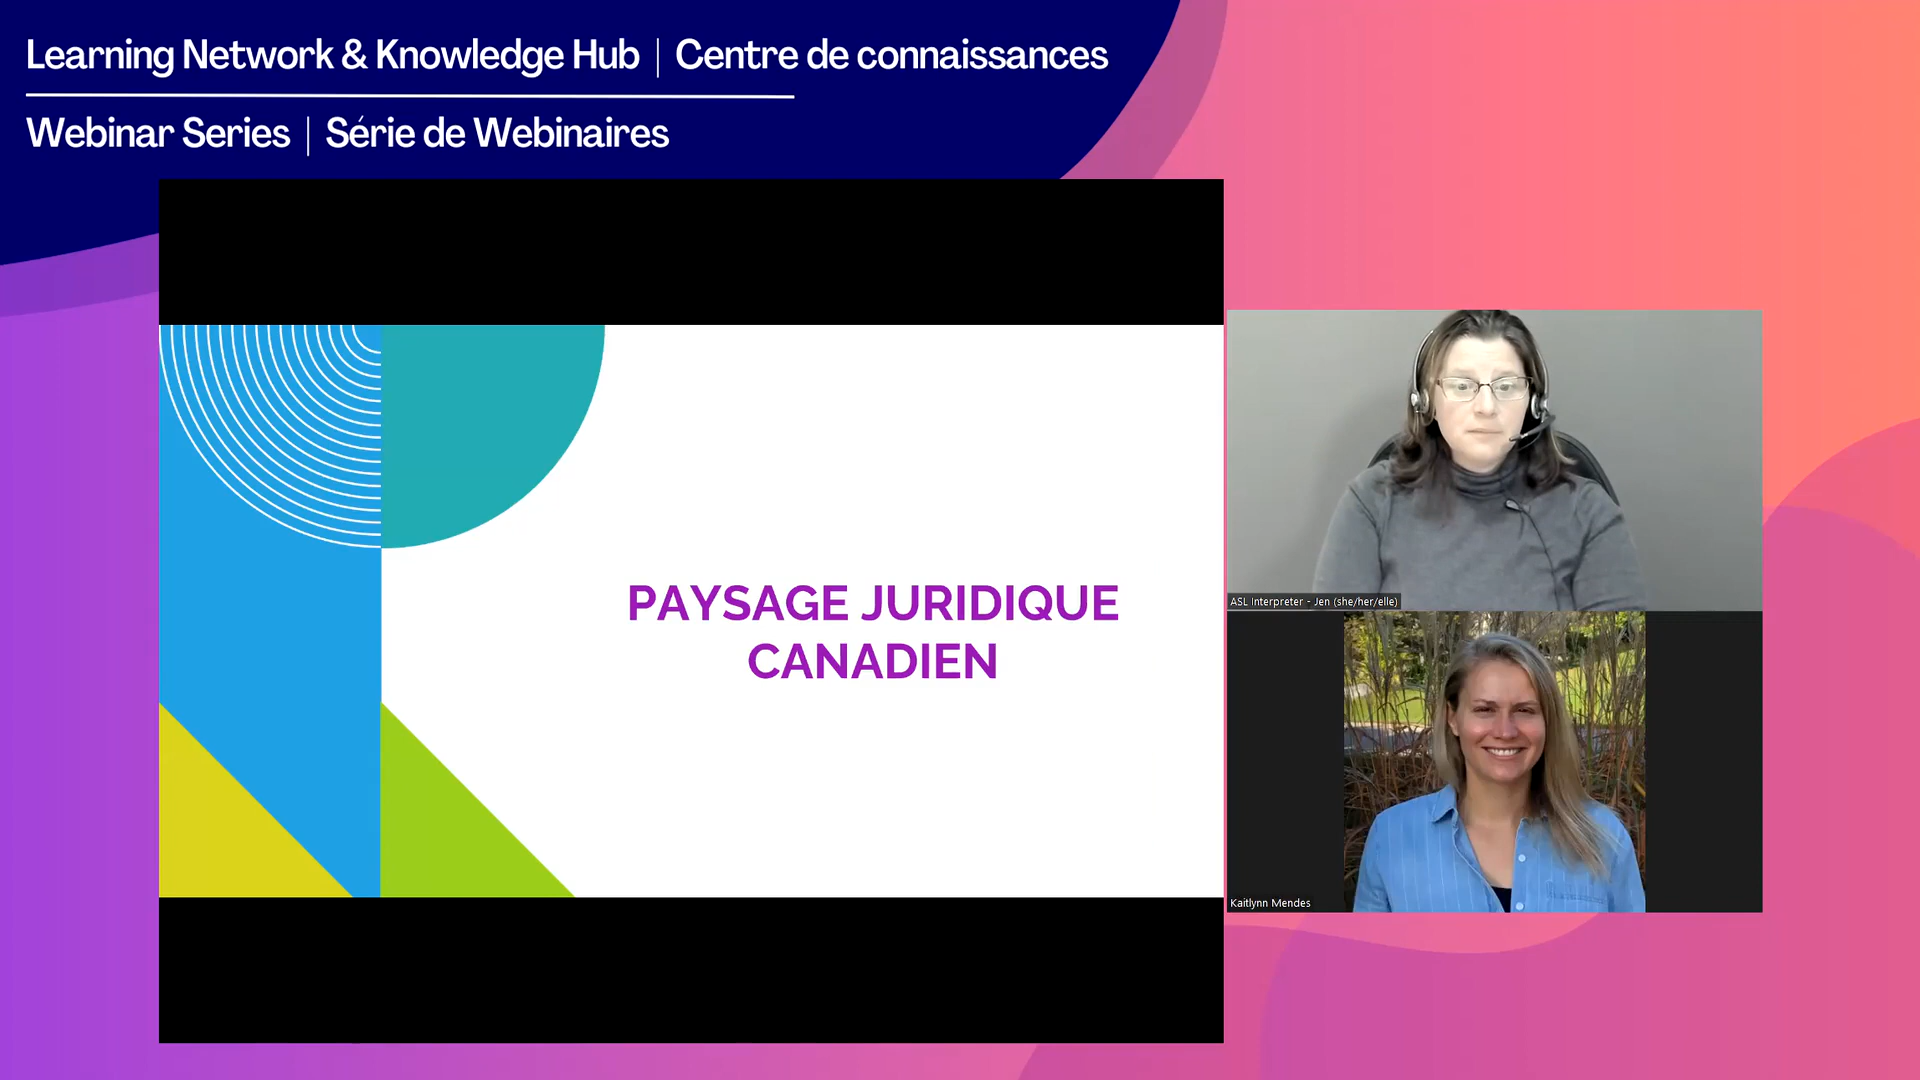 Learning Network & Knowledge Hub | Centre de connaissances
Webinar Series | Série de Webinaires
PAYSAGE JURIDIQUE
CANADIEN
ASL Interpreter - Jen (she/her/elle)
Kaitlynn Mendes